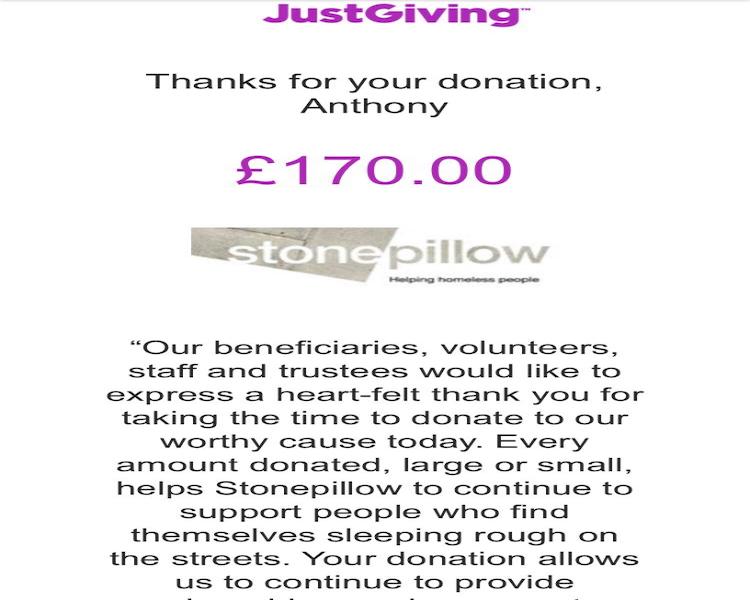 JustGiving™
Thanks for your donation,
Anthony
£170.00
stonepillow
Helping homeless people
“Our beneficiaries, volunteers,
staff and trustees would like to
express a heart-felt thank you for
taking the time to donate to our
worthy cause today. Every
amount donated, large or small,
helps Stonepillow to continue to
support people who find
themselves sleeping rough on
the streets. Your donation allows
us to continue to provide